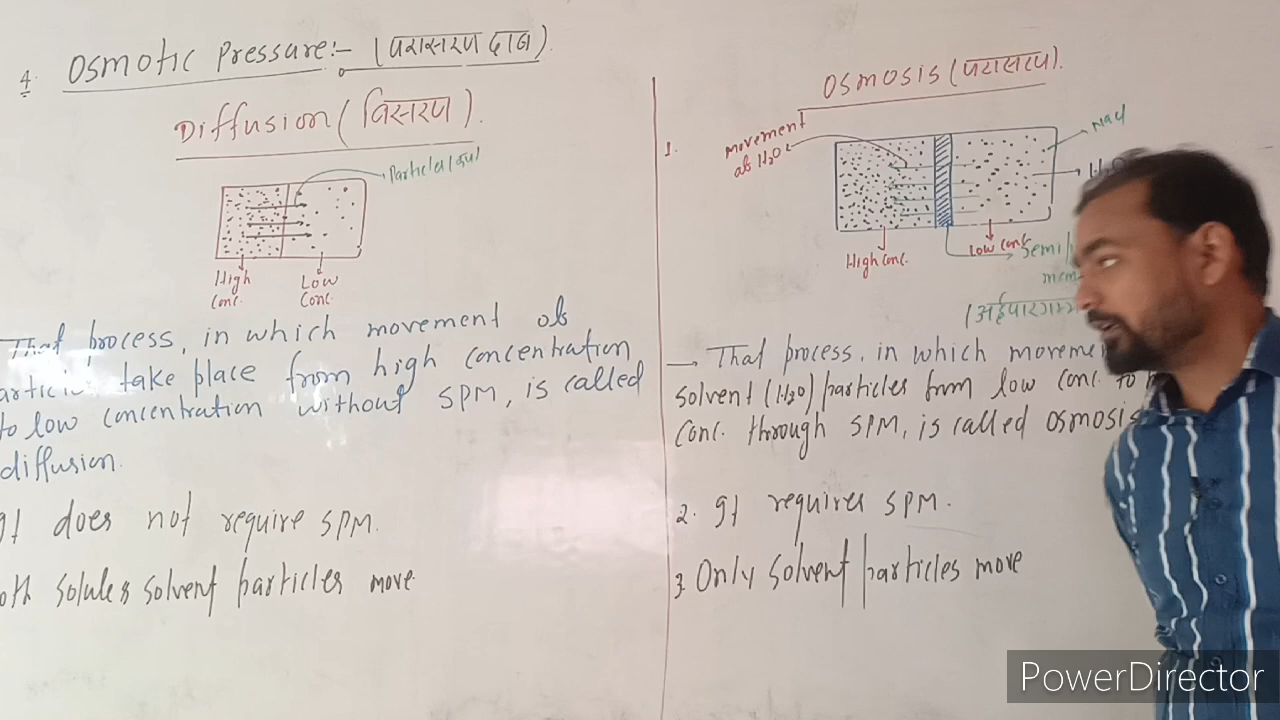 4. Osmotic Pressure:- (परासरण दाब).
Diffusion (विसरण).
Particles
High
Conc.
Low
Conc.
That process, in which movement of
take place from high concentration
to low concentration without SPM, is called
diffusion.
It does not require SPM.
solute & solvent particles move
Osmosis (परासरण).
1.
movement
of H2O
NaCl
High Conc.
Low Conc.
Semi
(अर्द्धपारगम्य
- That process, in which
solvent (H2O) particles from low conc. to
Conc. through SPM, is called osmosis
2. It requires SPM.
3. Only solvent particles move
PowerDirector